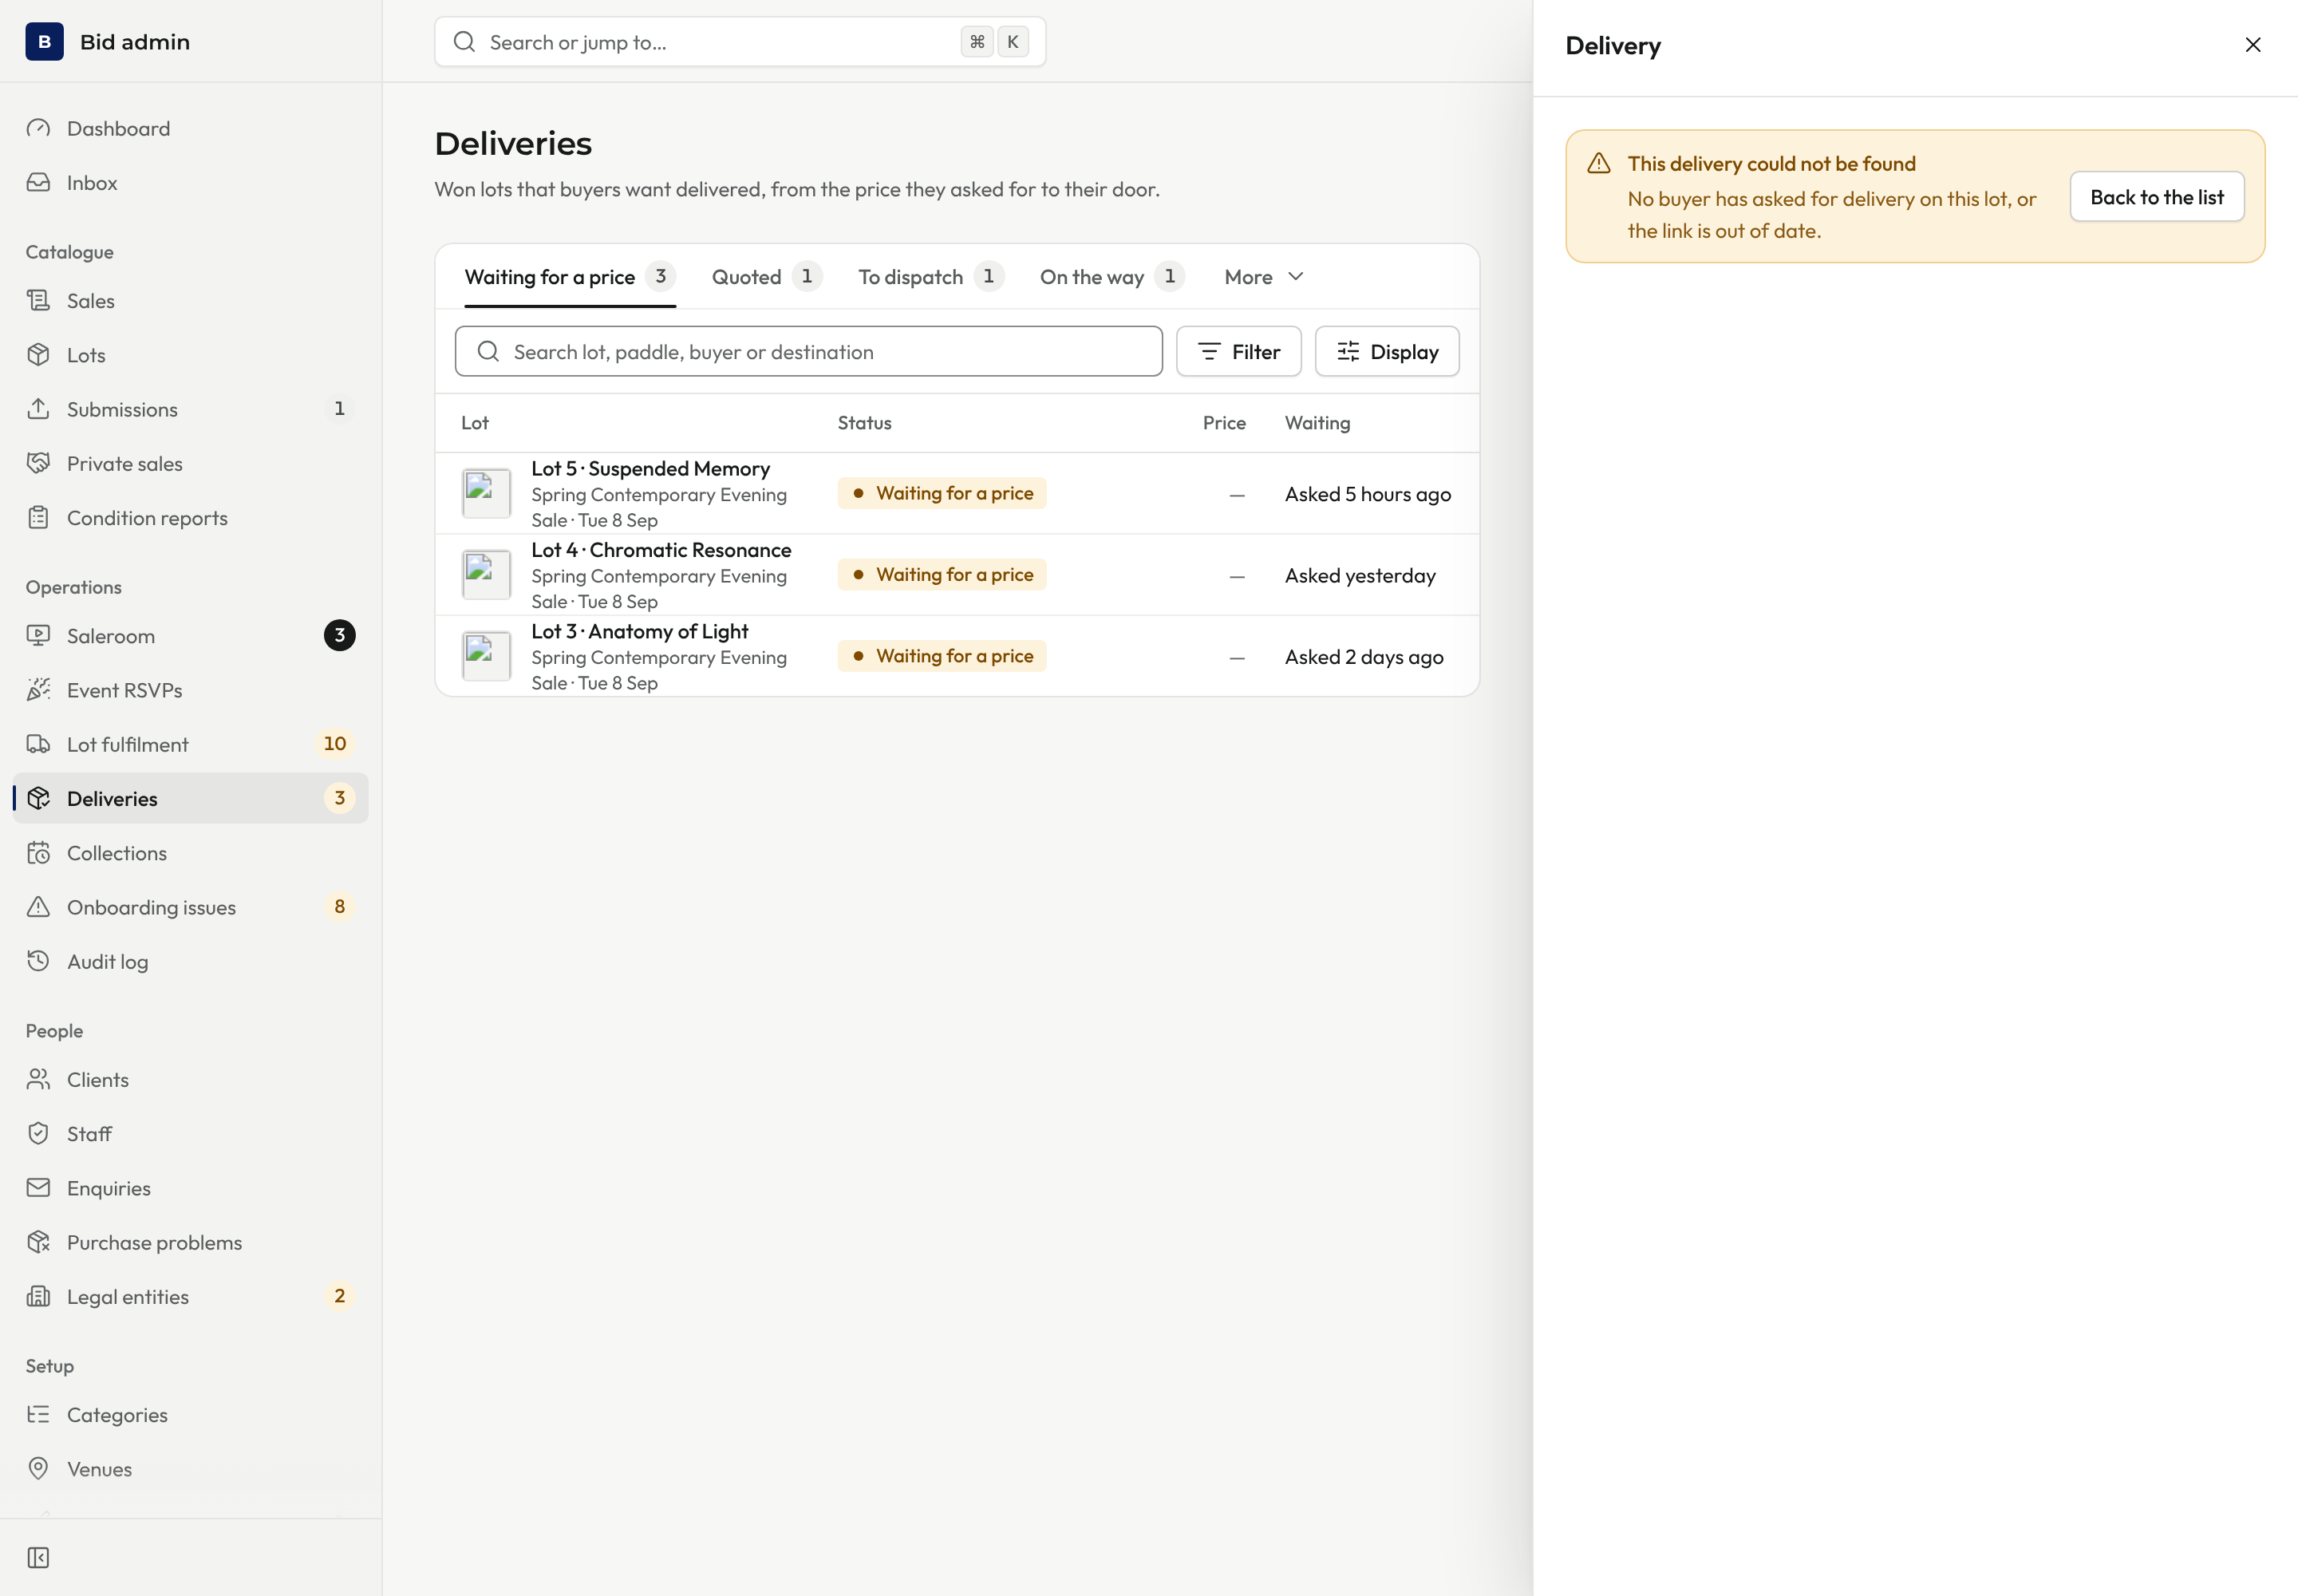 B Bid admin
Dashboard
Inbox
Catalogue
Sales
Lots
Submissions 1
Private sales
Condition reports
Operations
Saleroom 3
Event RSVPs
Lot fulfilment 10
Deliveries 3
Collections
Onboarding issues 8
Audit log
People
Clients
Staff
Enquiries
Purchase problems
Legal entities 2
Setup
Categories
Venues
Search or jump to... ⌘ K
Deliveries
Won lots that buyers want delivered, from the price they asked for to their door.
Waiting for a price 3 Quoted 1 To dispatch 1 On the way 1 More
Search lot, paddle, buyer or destination Filter Display
Lot Status Price Waiting
Lot 5 · Suspended Memory
Spring Contemporary Evening
Sale · Tue 8 Sep
Waiting for a price — Asked 5 hours ago
Lot 4 · Chromatic Resonance
Spring Contemporary Evening
Sale · Tue 8 Sep
Waiting for a price — Asked yesterday
Lot 3 · Anatomy of Light
Spring Contemporary Evening
Sale · Tue 8 Sep
Waiting for a price — Asked 2 days ago
Delivery
This delivery could not be found
No buyer has asked for delivery on this lot, or
the link is out of date.
Back to the list